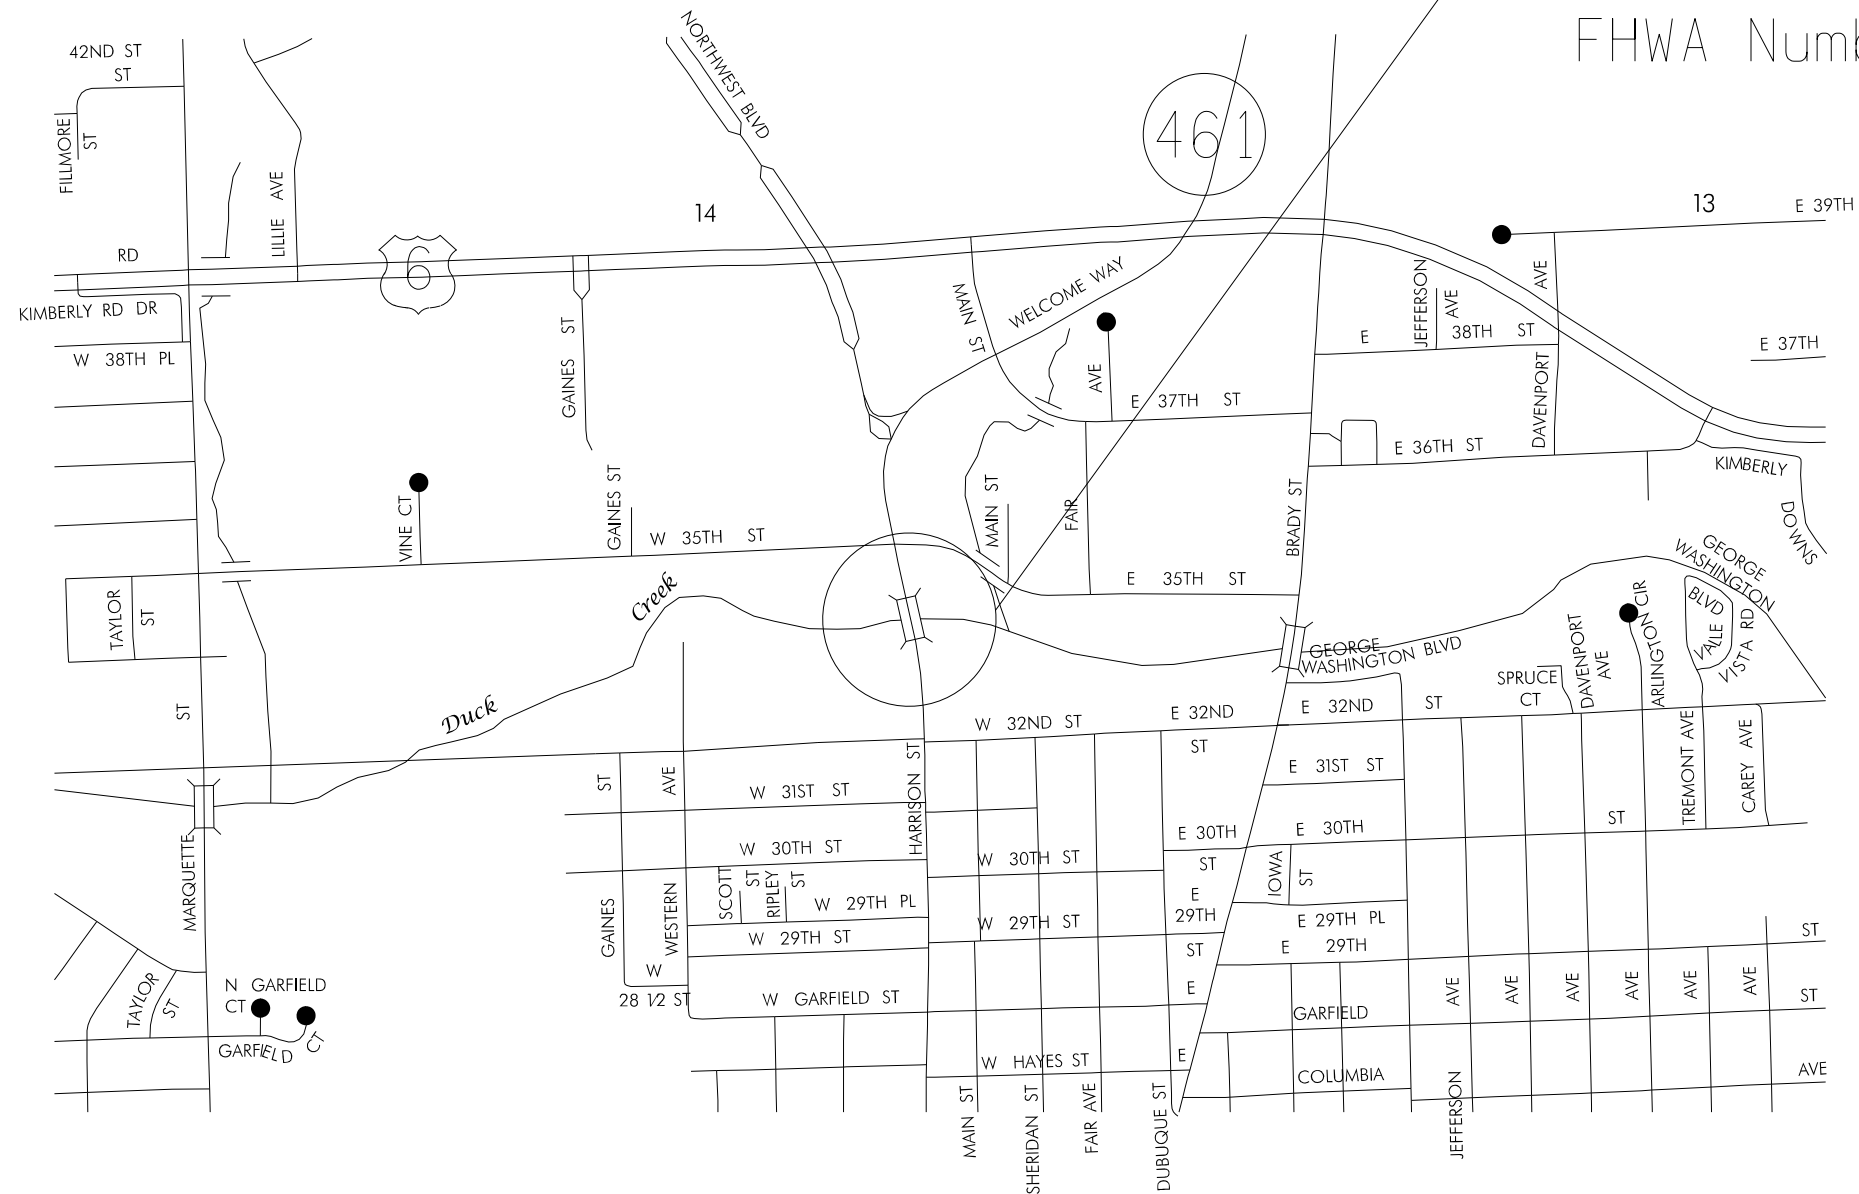 FHWA Numb
42ND ST
ST
NORTHWEST BLVD
461
FILLMORE
ST
LILLIE AVE
14
13
E 39TH
RD
6
KIMBERLY RD DR
W 38TH PL
GAINES ST
MAIN ST
WELCOME WAY
JEFFERSON
AVE
AVE
E 38TH ST
E 37TH
AVE
E 37TH ST
DAVENPORT
E 36TH ST
KIMBERLY
DOWNS
VINE CT
GAINES ST
W 35TH ST
MAIN ST
FAIR
BRADY ST
E 35TH ST
GEORGE
WASHINGTON
BLVD
TAYLOR
ST
Creek
GEORGE
WASHINGTON BLVD
DAVENPORT
AVE
ARLINGTON CIR
VALLE
VISTA RD
SPRUCE
CT
ST
Duck
W 32ND ST
E 32ND
ST
E 32ND
ST
HARRISON ST
ST
AVE
W 31ST ST
E 31ST ST
TREMONT AVE
CAREY AVE
ST
MARQUETTE
W 30TH ST
W 30TH ST
E 30TH
ST
E 30TH
IOWA
ST
SCOTT
ST
RIPLEY
ST
W 29TH PL
W 29TH ST
GAINES
WESTERN
W 29TH ST
E
29TH
ST
E 29TH PL
E 29TH
ST
W
28 1/2 ST
W GARFIELD ST
E
GARFIELD
AVE
AVE
AVE
AVE
AVE
AVE
ST
N GARFIELD
CT
TAYLOR
ST
GARFIELD CT
W HAYES ST
E
COLUMBIA
AVE
MAIN ST
SHERIDAN ST
FAIR AVE
DUBUQUE ST
JEFFERSON